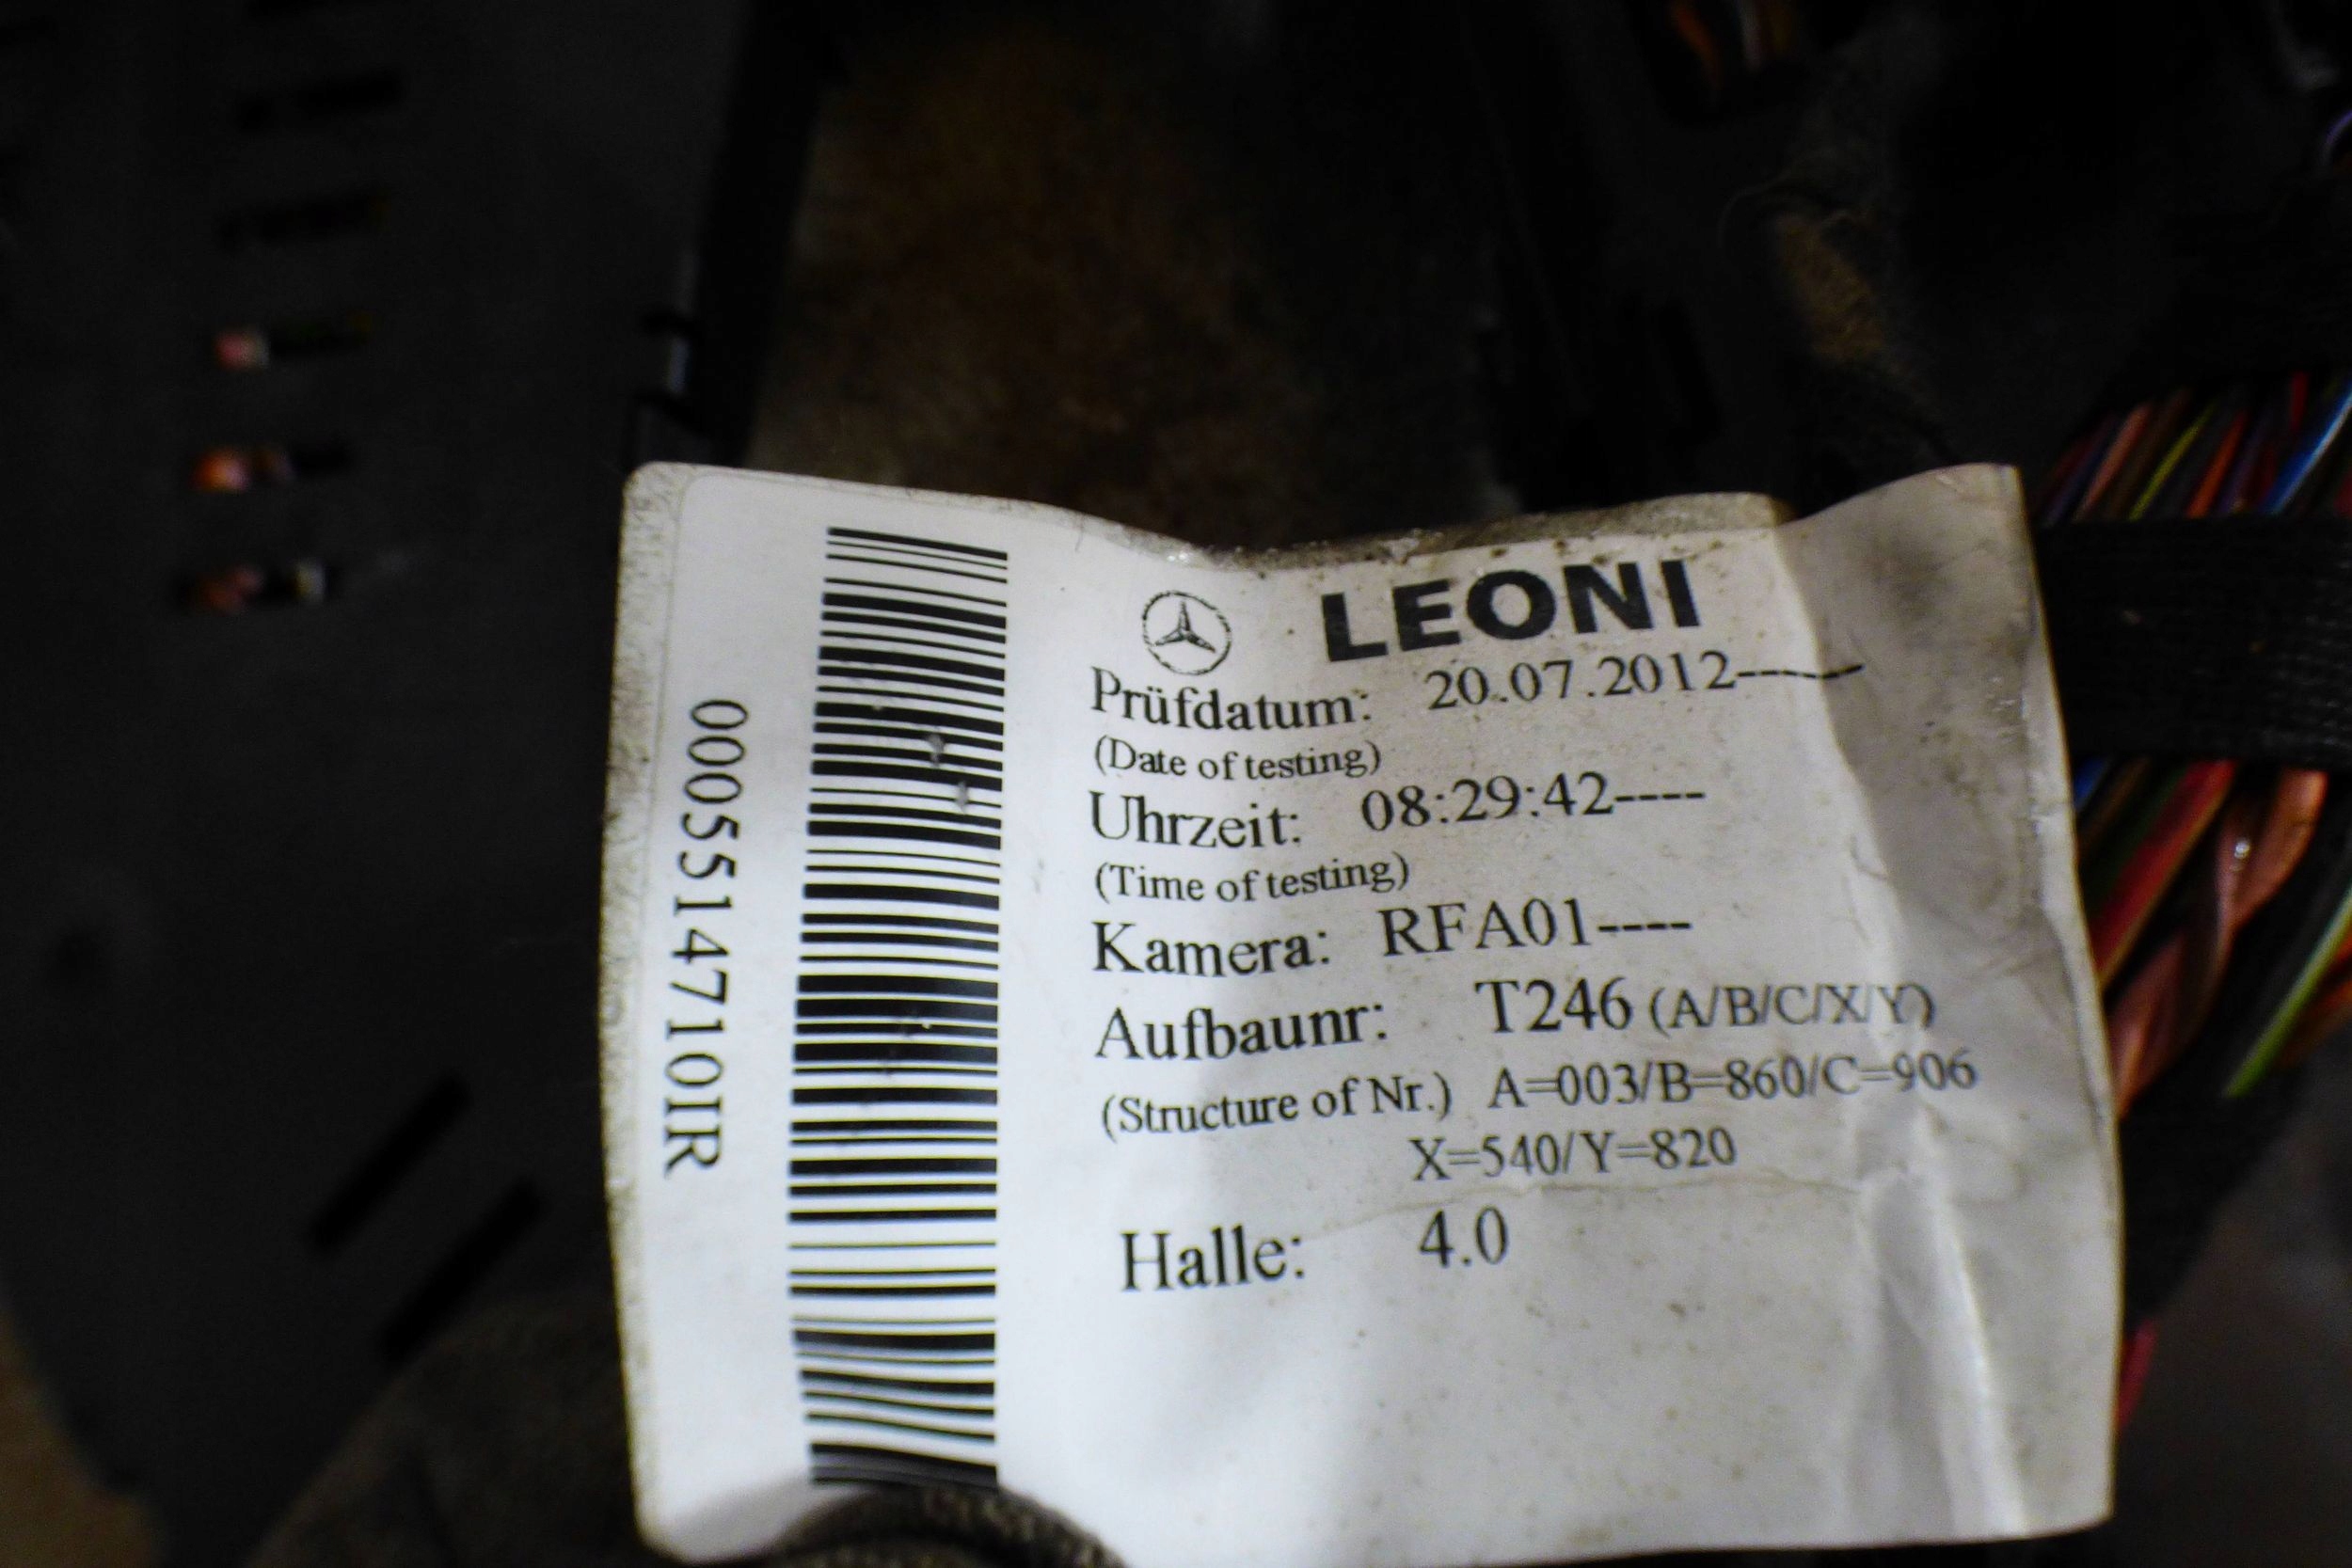 LEONI
Prüfdatum: 20.07.2012-----
(Date of testing)
Uhrzeit: 08:29:42----
(Time of testing)
Kamera: RFA01----
Aufbaunr: T246 (A/B/C/X/Y)
(Structure of Nr.) A=003/B=860/C=906
X=540/Y=820
Halle: 4.0
0005514710IR